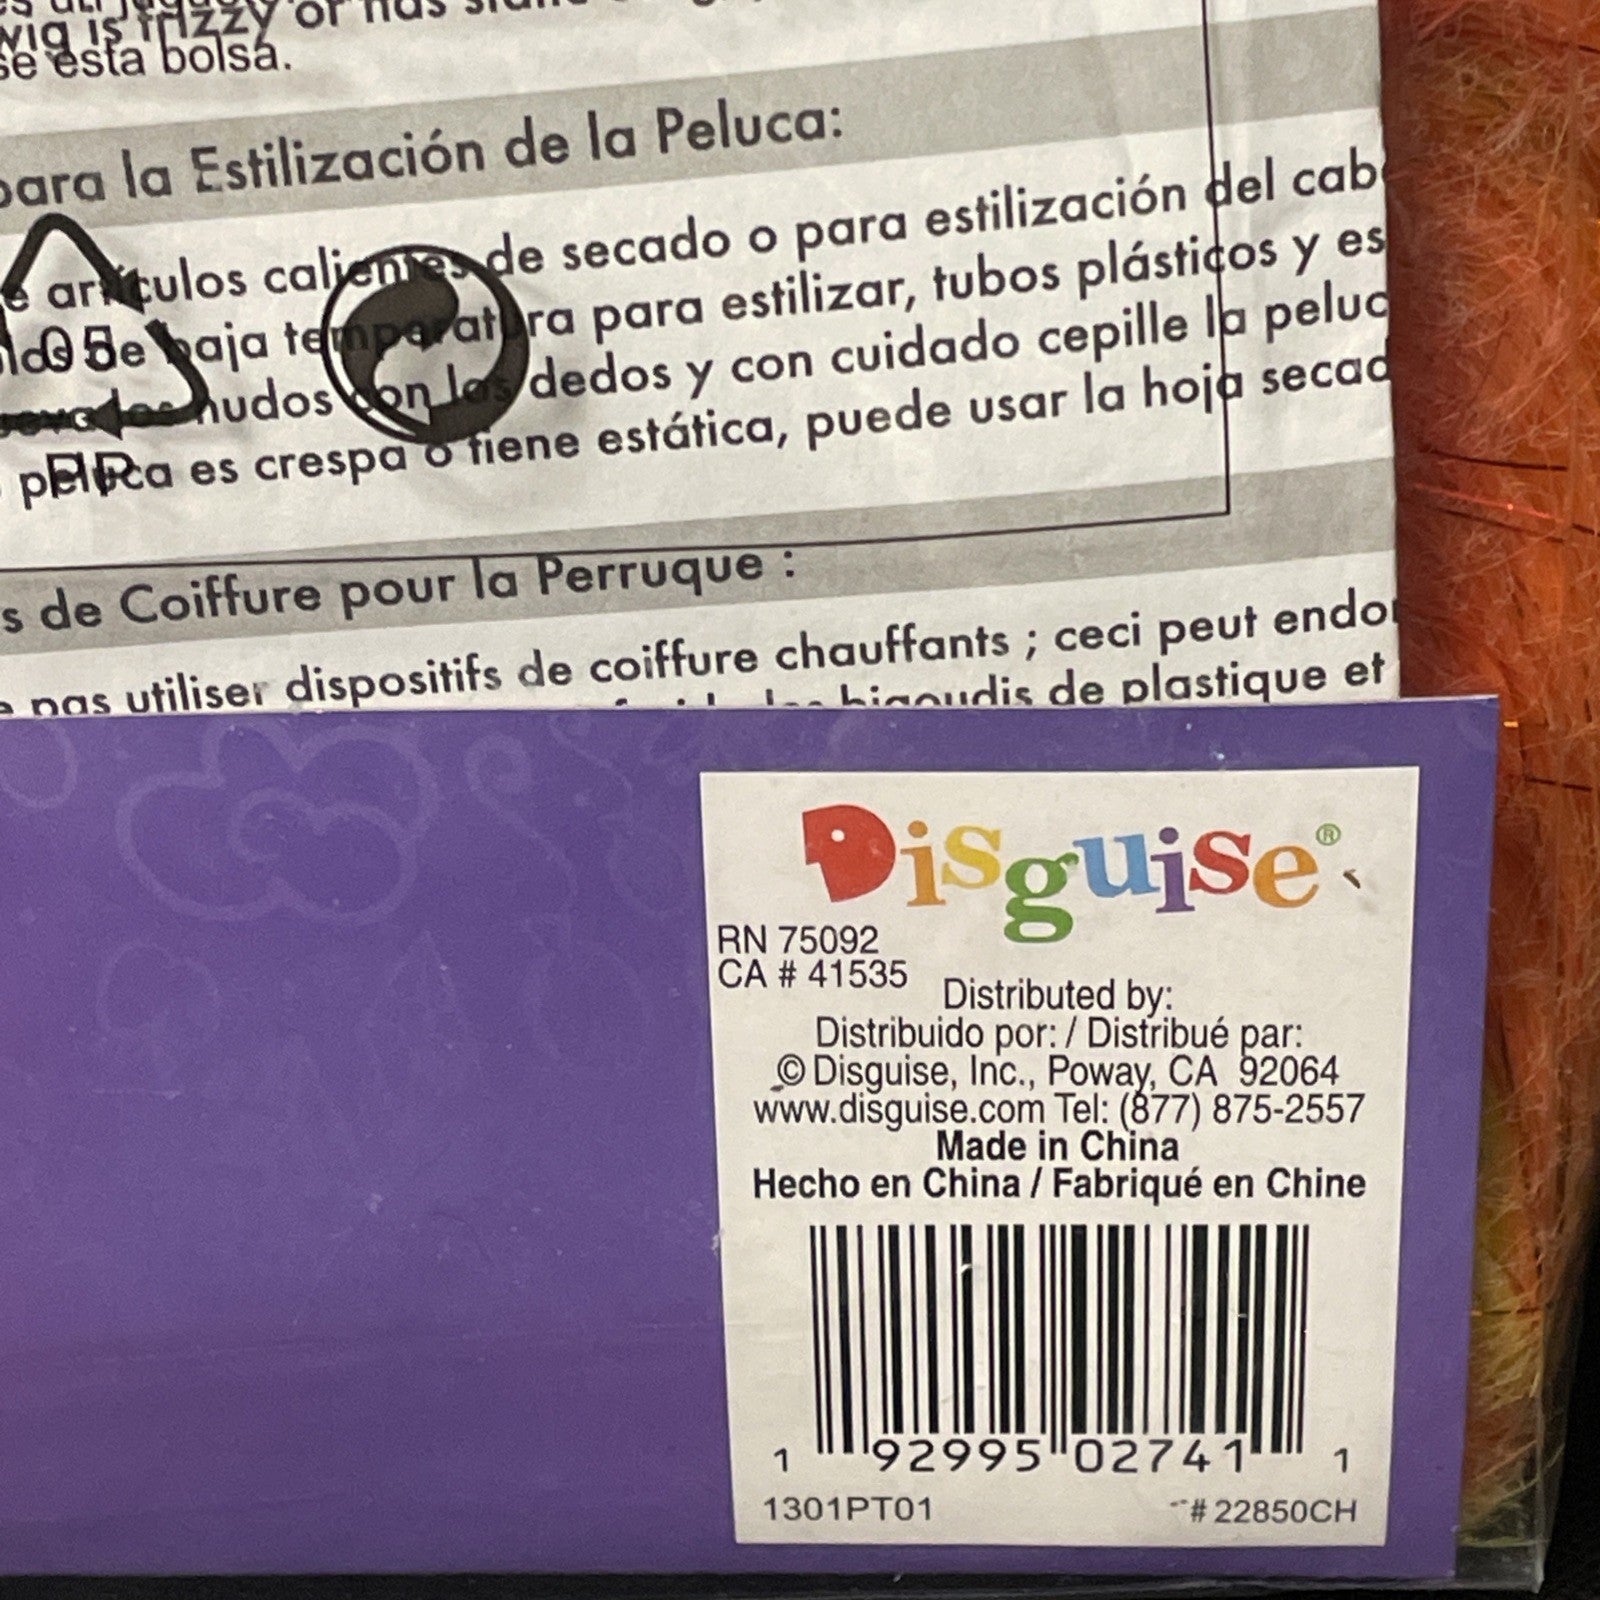 wig is frizzy or has
se esta bolsa.
para la Estilización de la Peluca:
e artículos calientes de secado o para estilización del cab
de baja temperatura para estilizar, tubos plásticos y es
nudos con los dedos y con cuidado cepille la peluc
peluca es crespa o tiene estática, puede usar la hoja secad
05
PP
s de Coiffure pour la Perruque :
e pas utiliser dispositifs de coiffure chauffants ; ceci peut endo
bigoudis de plastique et
Disguise®
RN 75092
CA # 41535
Distributed by:
Distribuido por: / Distribué par:
© Disguise, Inc., Poway, CA 92064
www.disguise.com Tel: (877) 875-2557
Made in China
Hecho en China / Fabriqué en Chine
1 92995 02741 1
1301PT01 #22850CH